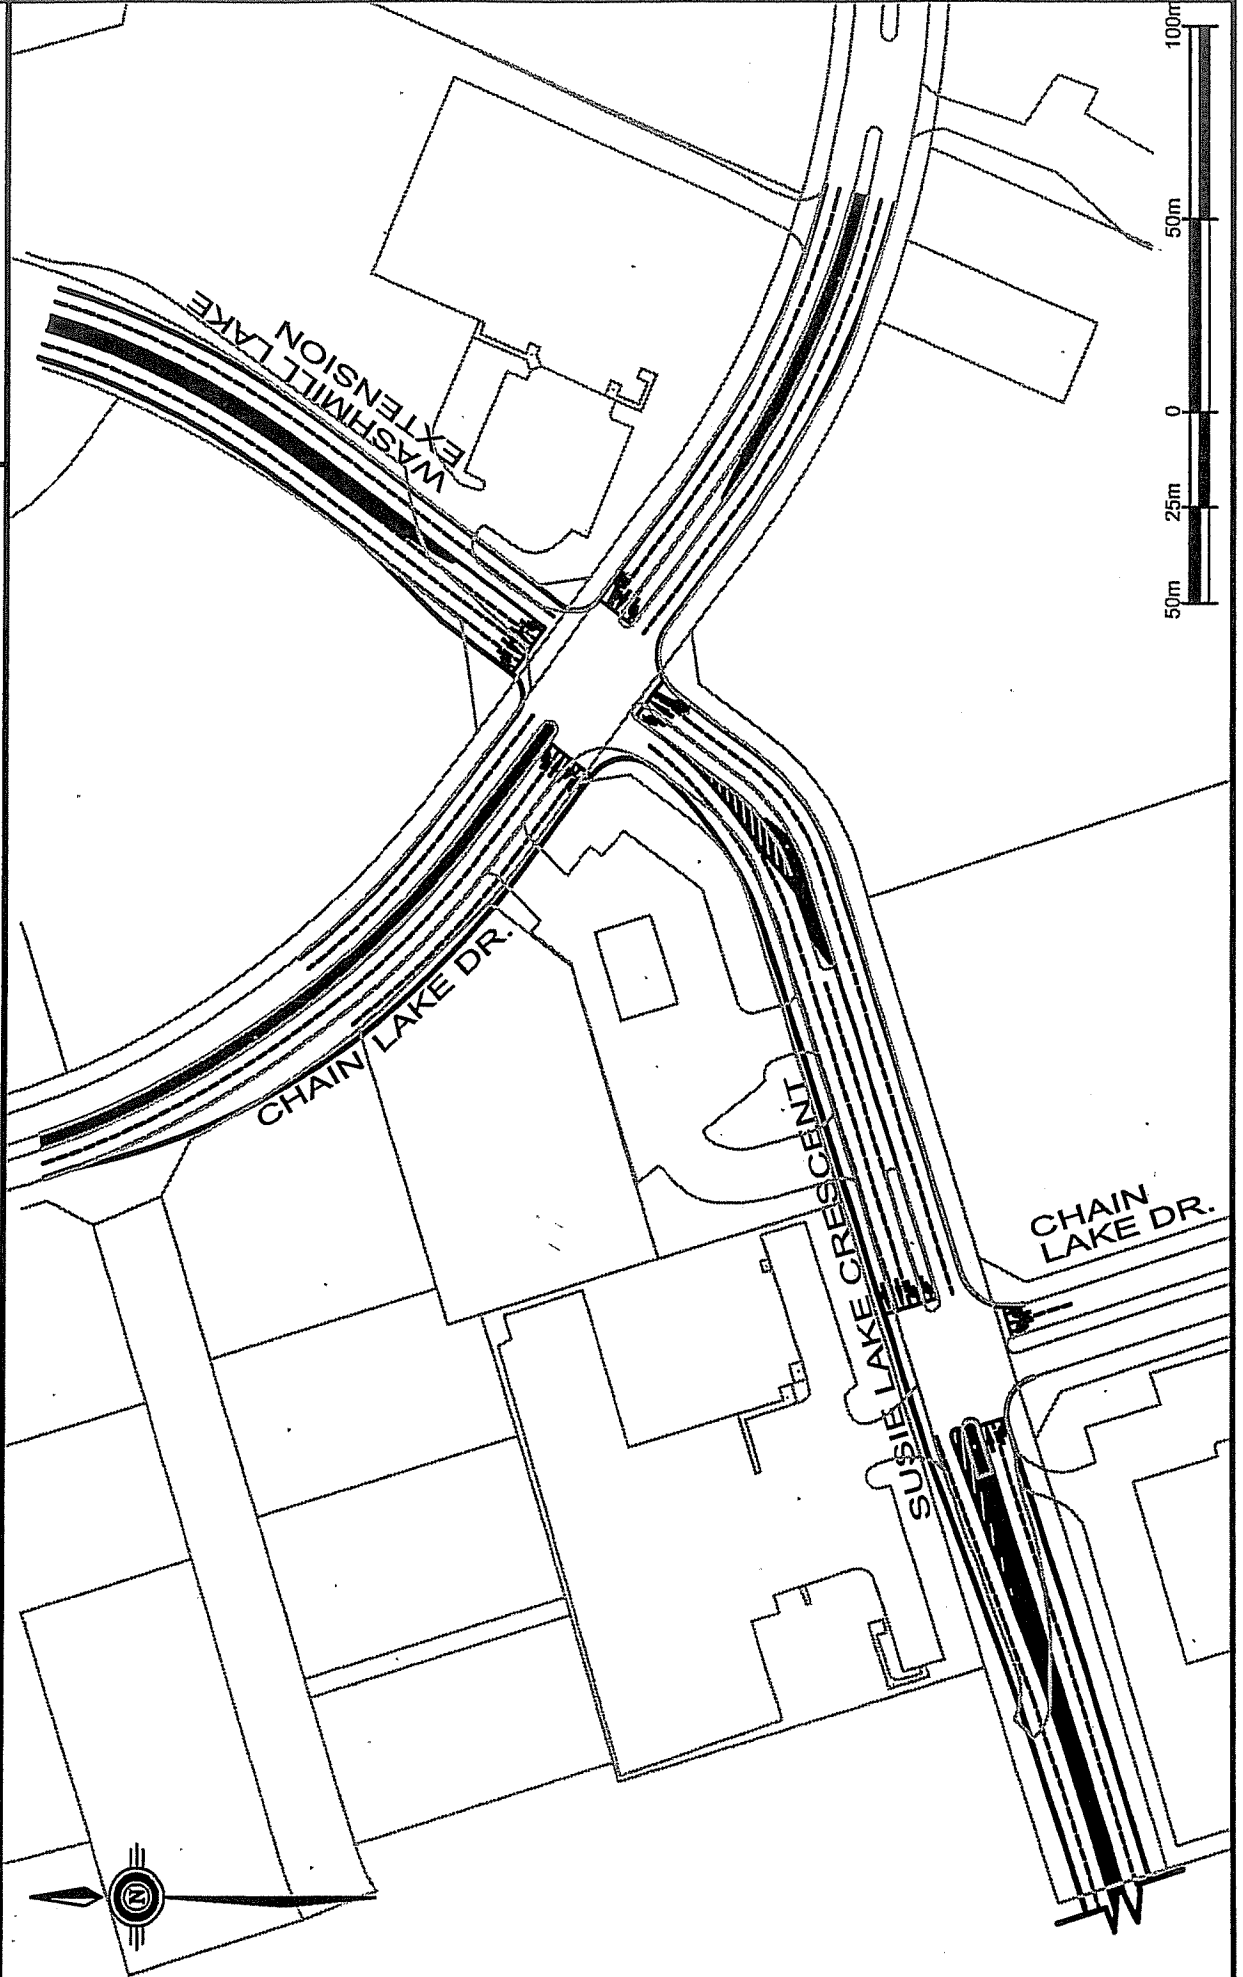 WASHMILL LAKE
EXTENSION
CHAIN LAKE DR.
SUSIE LAKE CRESCENT
CHAIN
LAKE DR.
N
50m
25m
0
50m
100m